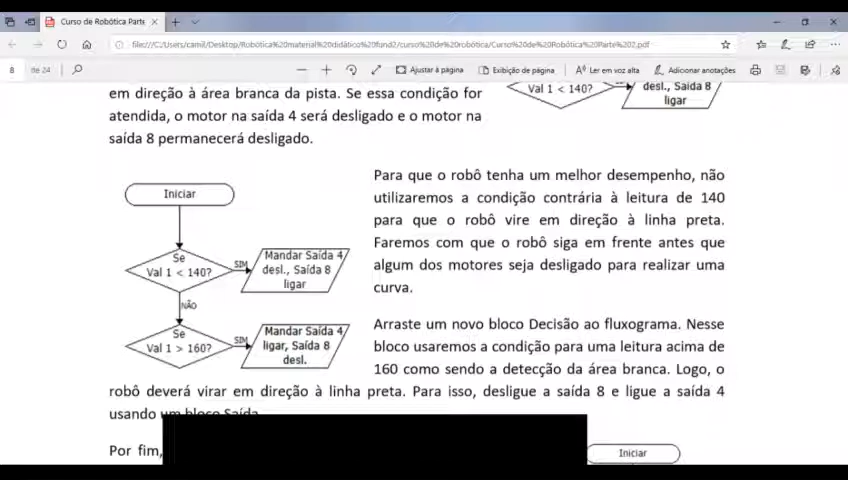 Curso de Robótica Parte
file:///C:/Users/camil/Desktop/Robótica%20material%20didático%20fund2/curso%20de%20robótica/Curso%20de%20Robótica%20Parte%202.pdf
8 de 24
Ajustar à página
Exibição de página
Ler em voz alta
Adicionar anotações
em direção à área branca da pista. Se essa condição for
atendida, o motor na saída 4 será desligado e o motor na
saída 8 permanecerá desligado.
Val 1 < 140?
desl., Saída 8
ligar
Iniciar
Se
Val 1 < 140?
SIM
Mandar Saída 4
desl., Saída 8
ligar
NÃO
Se
Val 1 > 160?
SIM
Mandar Saída 4
ligar, Saída 8
desl.
Para que o robô tenha um melhor desempenho, não
utilizaremos a condição contrária à leitura de 140
para que o robô vire em direção à linha preta.
Faremos com que o robô siga em frente antes que
algum dos motores seja desligado para realizar uma
curva.
Arraste um novo bloco Decisão ao fluxograma. Nesse
bloco usaremos a condição para uma leitura acima de
160 como sendo a detecção da área branca. Logo, o
robô deverá virar em direção à linha preta. Para isso, desligue a saída 8 e ligue a saída 4
usando um bloco Saída.
Por fim,
Iniciar